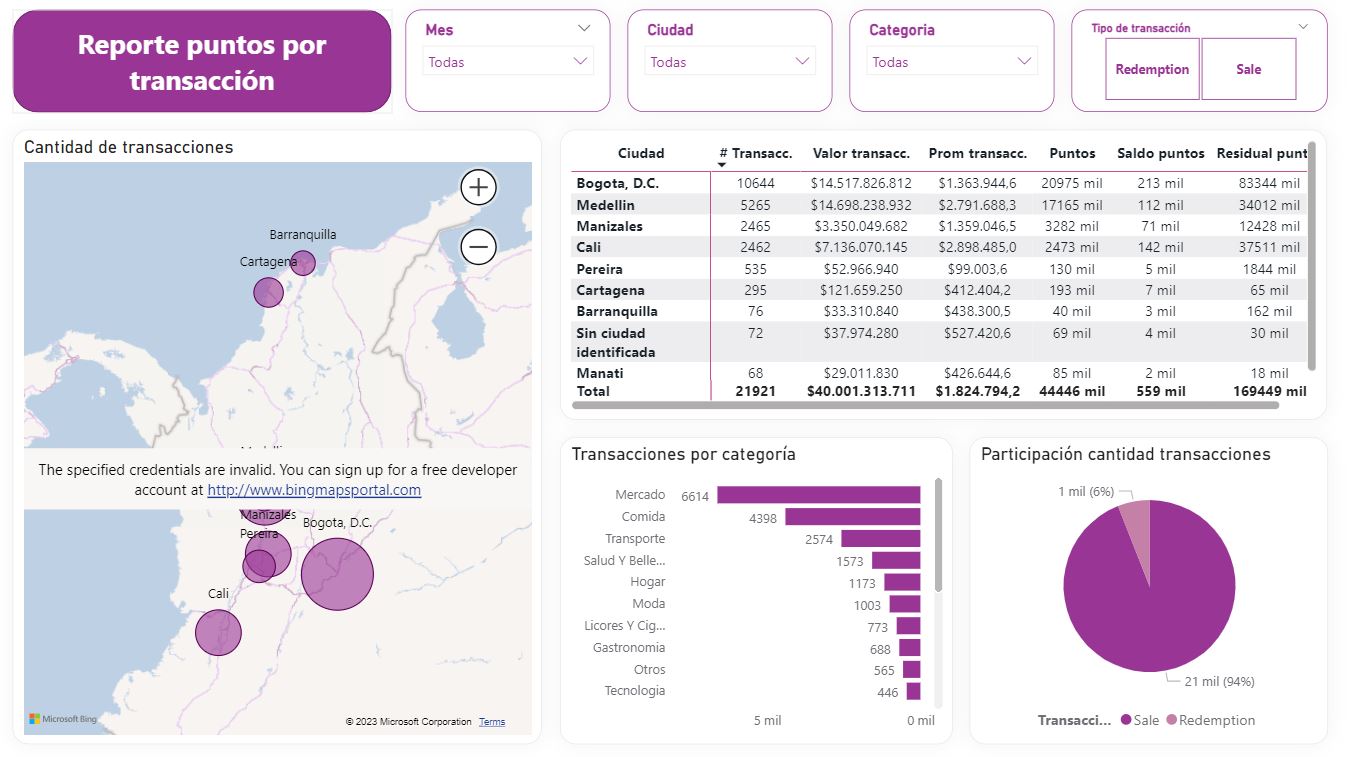 Reporte puntos por
transacción
Mes
Todas
Ciudad
Todas
Categoria
Todas
Tipo de transacción
Redemption
Sale
Cantidad de transacciones
Barranquilla
Cartagena
The specified credentials are invalid. You can sign up for a free developer
account at http://www.bingmapsportal.com
Manizales
Bogota, D.C.
Pereira
Cali
Microsoft Bing
© 2023 Microsoft Corporation Terms
Ciudad # Transacc. Valor transacc. Prom transacc. Puntos Saldo puntos Residual punt
Bogota, D.C. 10644 $14.517.826.812 $1.363.944,6 20975 mil 213 mil 83344 mil
Medellin 5265 $14.698.238.932 $2.791.688,3 17165 mil 112 mil 34012 mil
Manizales 2465 $3.350.049.682 $1.359.046,5 3282 mil 71 mil 12428 mil
Cali 2462 $7.136.070.145 $2.898.485,0 2473 mil 142 mil 37511 mil
Pereira 535 $52.966.940 $99.003,6 130 mil 5 mil 1844 mil
Cartagena 295 $121.659.250 $412.404,2 193 mil 7 mil 65 mil
Barranquilla 76 $33.310.840 $438.300,5 40 mil 3 mil 162 mil
Sin ciudad 72 $37.974.280 $527.420,6 69 mil 4 mil 30 mil
identificada
Manati 68 $29.011.830 $426.644,6 85 mil 2 mil 18 mil
Total 21921 $40.001.313.711 $1.824.794,2 44446 mil 559 mil 169449 mil
Transacciones por categoría
Mercado 6614
Comida 4398
Transporte 2574
Salud Y Belle... 1573
Hogar 1173
Moda 1003
Licores Y Cig... 773
Gastronomia 688
Otros 565
Tecnologia 446
5 mil 0 mil
Participación cantidad transacciones
1 mil (6%)
21 mil (94%)
Transacci... Sale Redemption